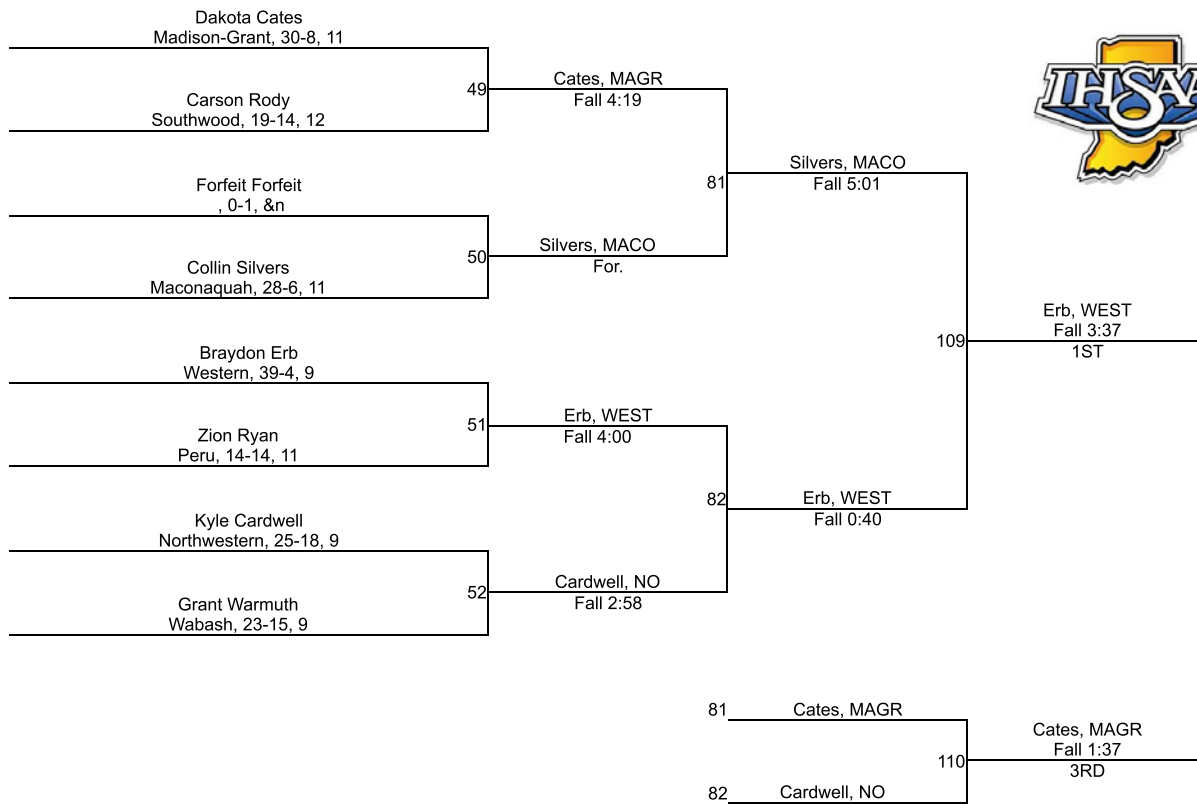 Dakota Cates
Madison-Grant, 30-8, 11
49
Carson Rody
Southwood, 19-14, 12
Cates, MAGR
Fall 4:19
Forfeit Forfeit
, 0-1, &n
50
Collin Silvers
Maconaquah, 28-6, 11
Silvers, MACO
For.
81
Silvers, MACO
Fall 5:01
Braydon Erb
Western, 39-4, 9
51
Zion Ryan
Peru, 14-14, 11
Erb, WEST
Fall 4:00
Kyle Cardwell
Northwestern, 25-18, 9
52
Grant Warmuth
Wabash, 23-15, 9
Cardwell, NO
Fall 2:58
82
Erb, WEST
Fall 0:40
109
Erb, WEST
Fall 3:37
1ST
81
Cates, MAGR
82
Cardwell, NO
110
Cates, MAGR
Fall 1:37
3RD
IHSAA